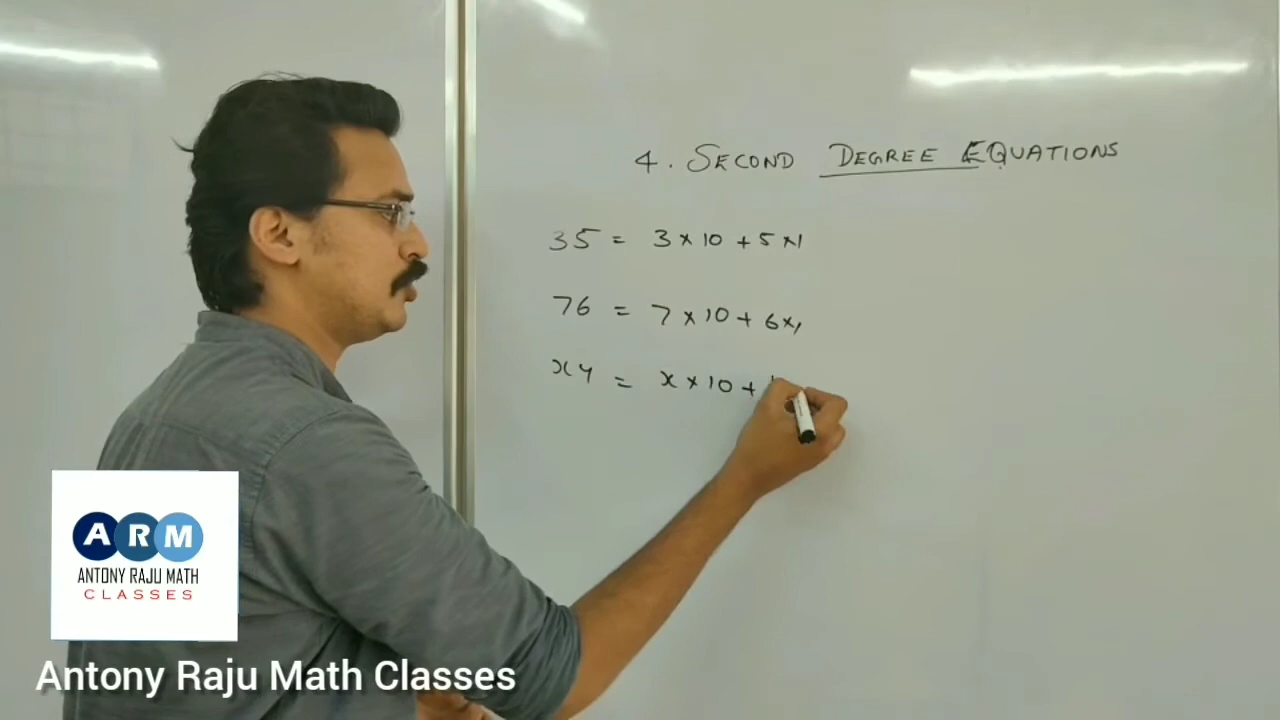 4. SECOND DEGREE EQUATIONS
35 = 3 × 10 + 5 × 1
76 = 7 × 10 + 6 × 1
xy = x × 10 +
ARM
ANTONY RAJU MATH
CLASSES
Antony Raju Math Classes